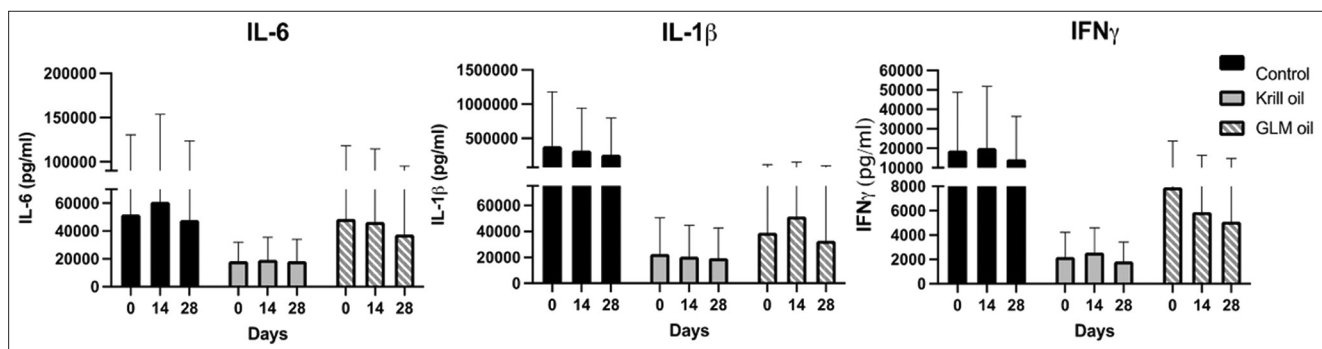 IL-6
IL-6 (pg/ml)
200000
150000
100000
60000
40000
20000
0
0 14 28 0 14 28 0 14 28
Days
IL-1β
IL-1β (pg/ml)
1500000
1000000
500000
60000
40000
20000
0
0 14 28 0 14 28 0 14 28
Days
IFNγ
IFNγ (pg/ml)
60000
50000
40000
30000
20000
10000
8000
6000
4000
2000
0
0 14 28 0 14 28 0 14 28
Days
Control
Krill oil
GLM oil